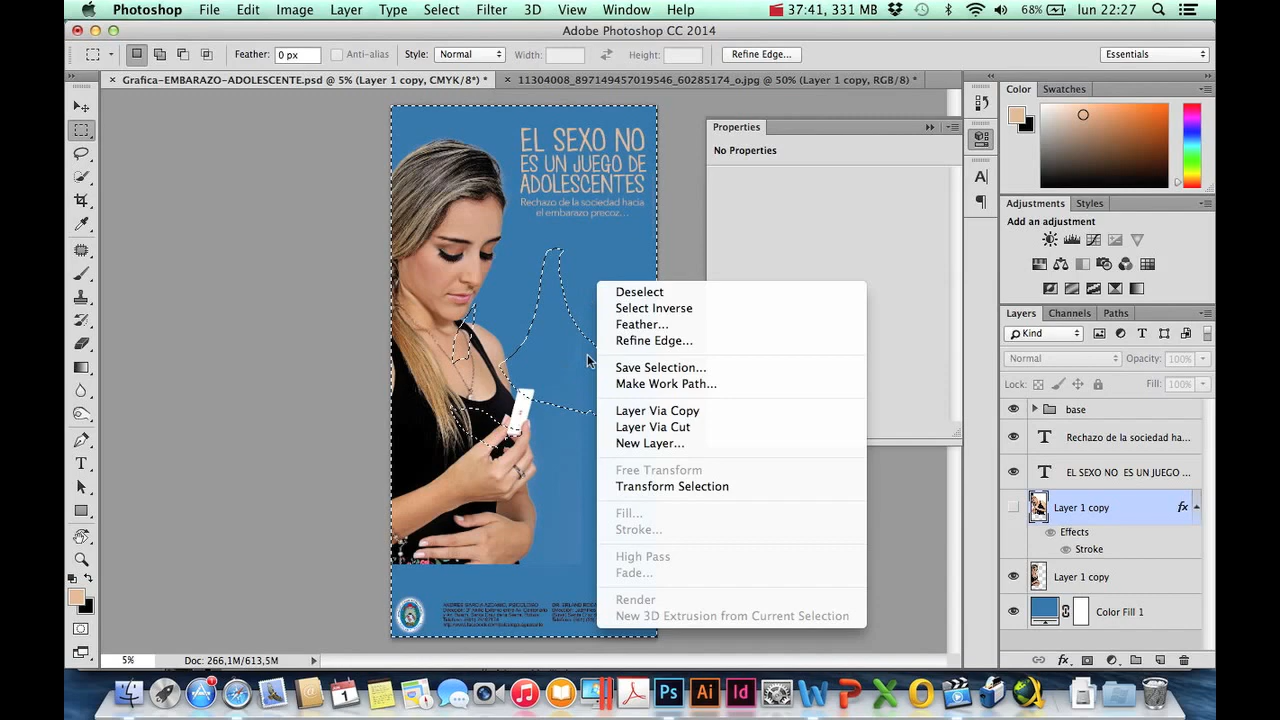 Photoshop File Edit Image Layer Type Select Filter 3D View Window Help 37:41, 331 MB 68% lun 22:27
Adobe Photoshop CC 2014
Feather: 0 px Anti-alias Style: Normal Width: Height: Refine Edge... Essentials
Grafica-EMBARAZO-ADOLESCENTE.psd @ 5% (Layer 1 copy, CMYK/8*) * 11304008_897149457019546_60285174_o.jpg @ 50% (Layer 1 copy, RGB/8) *
Color Swatches
Properties
No Properties
EL SEXO NO
ES UN JUEGO DE
ADOLESCENTES
Rechazo de la sociedad hacia
el embarazo precoz...
Deselect
Select Inverse
Feather...
Refine Edge...
Save Selection...
Make Work Path...
Layer Via Copy
Layer Via Cut
New Layer...
Free Transform
Transform Selection
Fill...
Stroke...
High Pass
Fade...
Render
New 3D Extrusion from Current Selection
Adjustments Styles
Add an adjustment
Layers Channels Paths
Kind
Normal Opacity: 100%
Lock: Fill: 100%
base
Rechazo de la sociedad ha...
EL SEXO NO ES UN JUEGO ...
Layer 1 copy fx
Effects
Stroke
Layer 1 copy
Color Fill 1
5% Doc: 266,1M/613,5M
Ps Ai Id